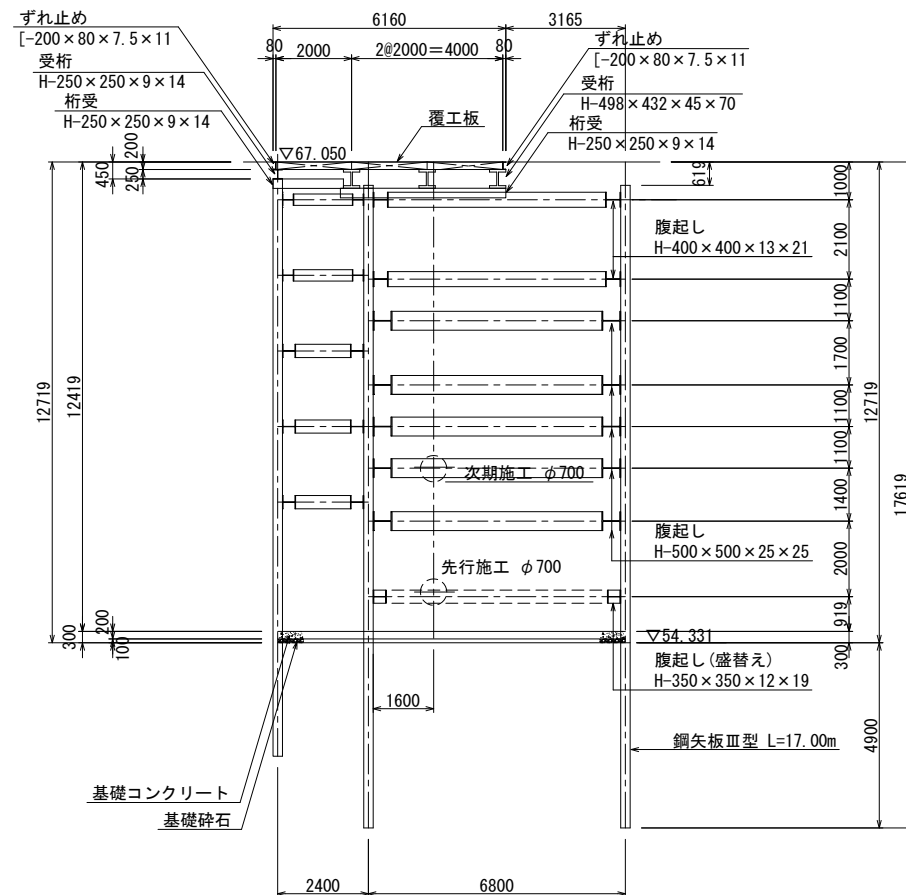 ずれ止め
[-200×80×7.5×11
受桁
H-250×250×9×14
桁受
H-250×250×9×14
6160
3165
80
2000
2@2000=4000
80
ずれ止め
[-200×80×7.5×11
受桁
H-498×432×45×70
桁受
H-250×250×9×14
覆工板
▽67.050
200
450
250
619
1000
腹起し
H-400×400×13×21
2100
1100
1700
1100
1100
1400
2000
919
300
12719
17619
4900
12719
12419
次期施工 φ700
先行施工 φ700
腹起し
H-500×500×25×25
200
300
100
▽54.331
腹起し(盛替え)
H-350×350×12×19
1600
鋼矢板Ⅲ型 L=17.00m
基礎コンクリート
基礎砕石
2400
6800